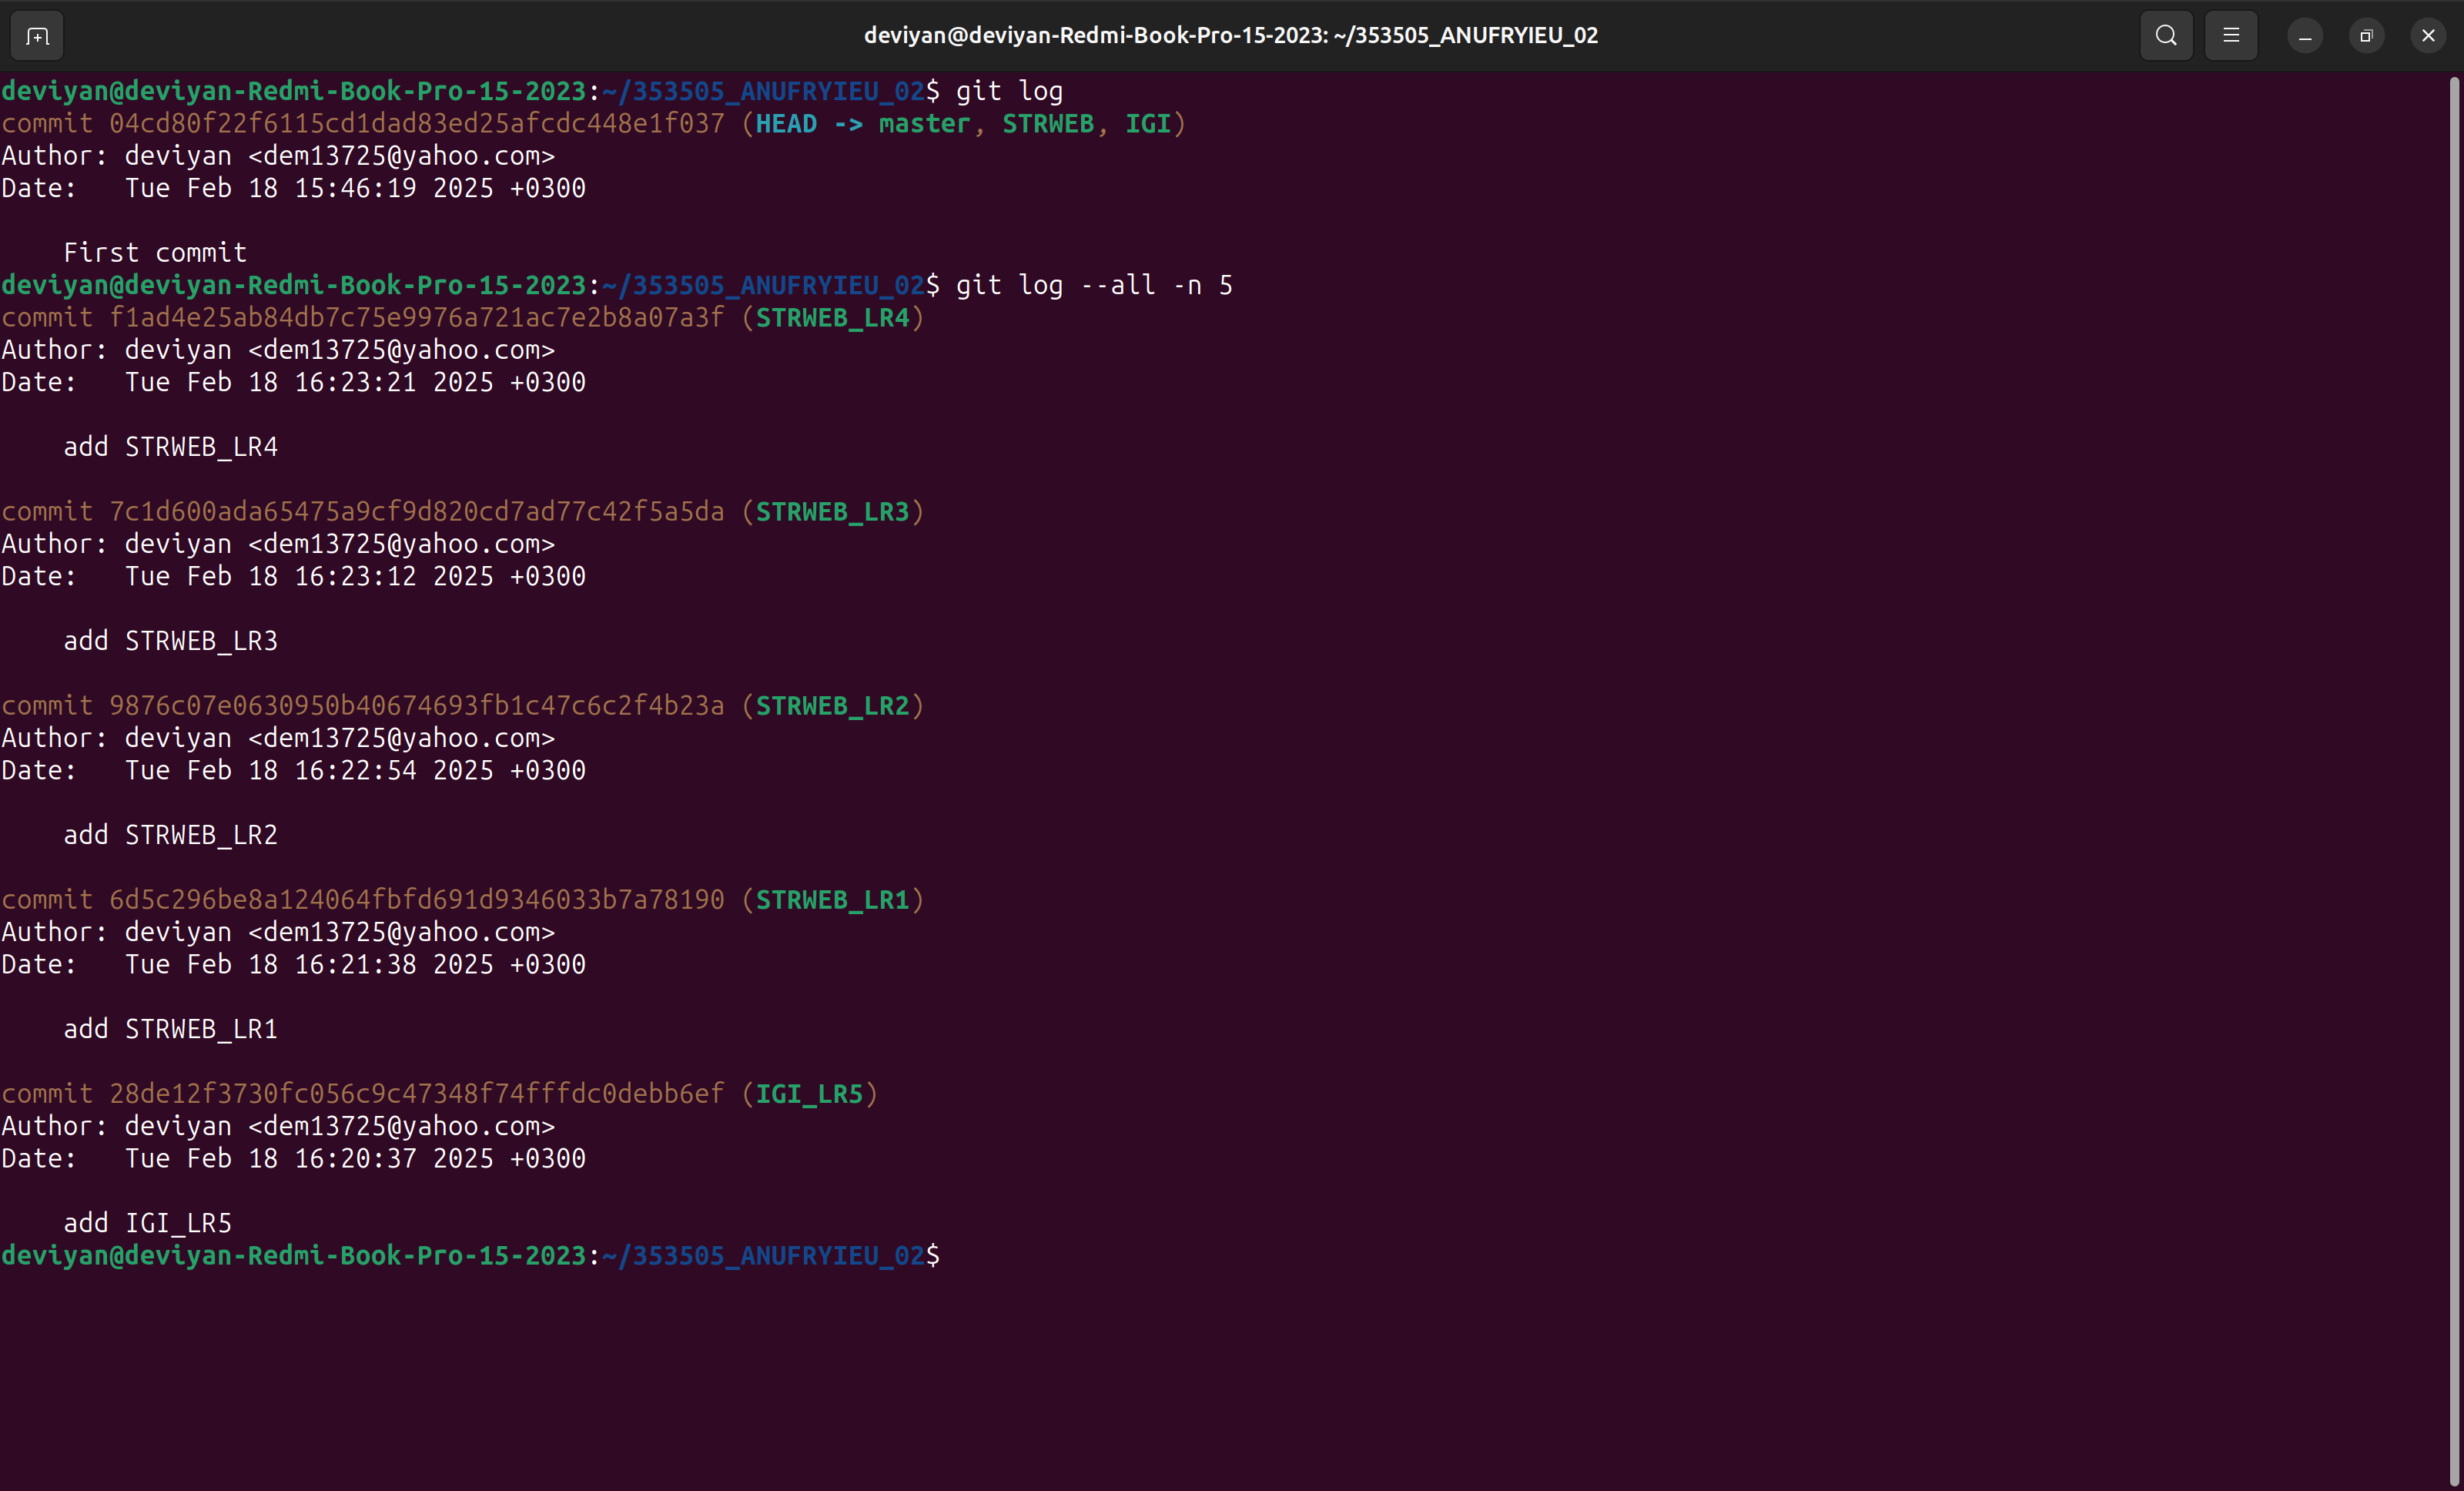 deviyan@deviyan-Redmi-Book-Pro-15-2023: ~/353505_ANUFRYIEU_02
deviyan@deviyan-Redmi-Book-Pro-15-2023:~/353505_ANUFRYIEU_02$ git log
commit 04cd80f22f6115cd1dad83ed25afcdc448e1f037 (HEAD -> master, STRWEB, IGI)
Author: deviyan <dem13725@yahoo.com>
Date:   Tue Feb 18 15:46:19 2025 +0300
    First commit
deviyan@deviyan-Redmi-Book-Pro-15-2023:~/353505_ANUFRYIEU_02$ git log --all -n 5
commit f1ad4e25ab84db7c75e9976a721ac7e2b8a07a3f (STRWEB_LR4)
Author: deviyan <dem13725@yahoo.com>
Date:   Tue Feb 18 16:23:21 2025 +0300
    add STRWEB_LR4
commit 7c1d600ada65475a9cf9d820cd7ad77c42f5a5da (STRWEB_LR3)
Author: deviyan <dem13725@yahoo.com>
Date:   Tue Feb 18 16:23:12 2025 +0300
    add STRWEB_LR3
commit 9876c07e0630950b40674693fb1c47c6c2f4b23a (STRWEB_LR2)
Author: deviyan <dem13725@yahoo.com>
Date:   Tue Feb 18 16:22:54 2025 +0300
    add STRWEB_LR2
commit 6d5c296be8a124064fbfd691d9346033b7a78190 (STRWEB_LR1)
Author: deviyan <dem13725@yahoo.com>
Date:   Tue Feb 18 16:21:38 2025 +0300
    add STRWEB_LR1
commit 28de12f3730fc056c9c47348f74fffdc0debb6ef (IGI_LR5)
Author: deviyan <dem13725@yahoo.com>
Date:   Tue Feb 18 16:20:37 2025 +0300
    add IGI_LR5
deviyan@deviyan-Redmi-Book-Pro-15-2023:~/353505_ANUFRYIEU_02$